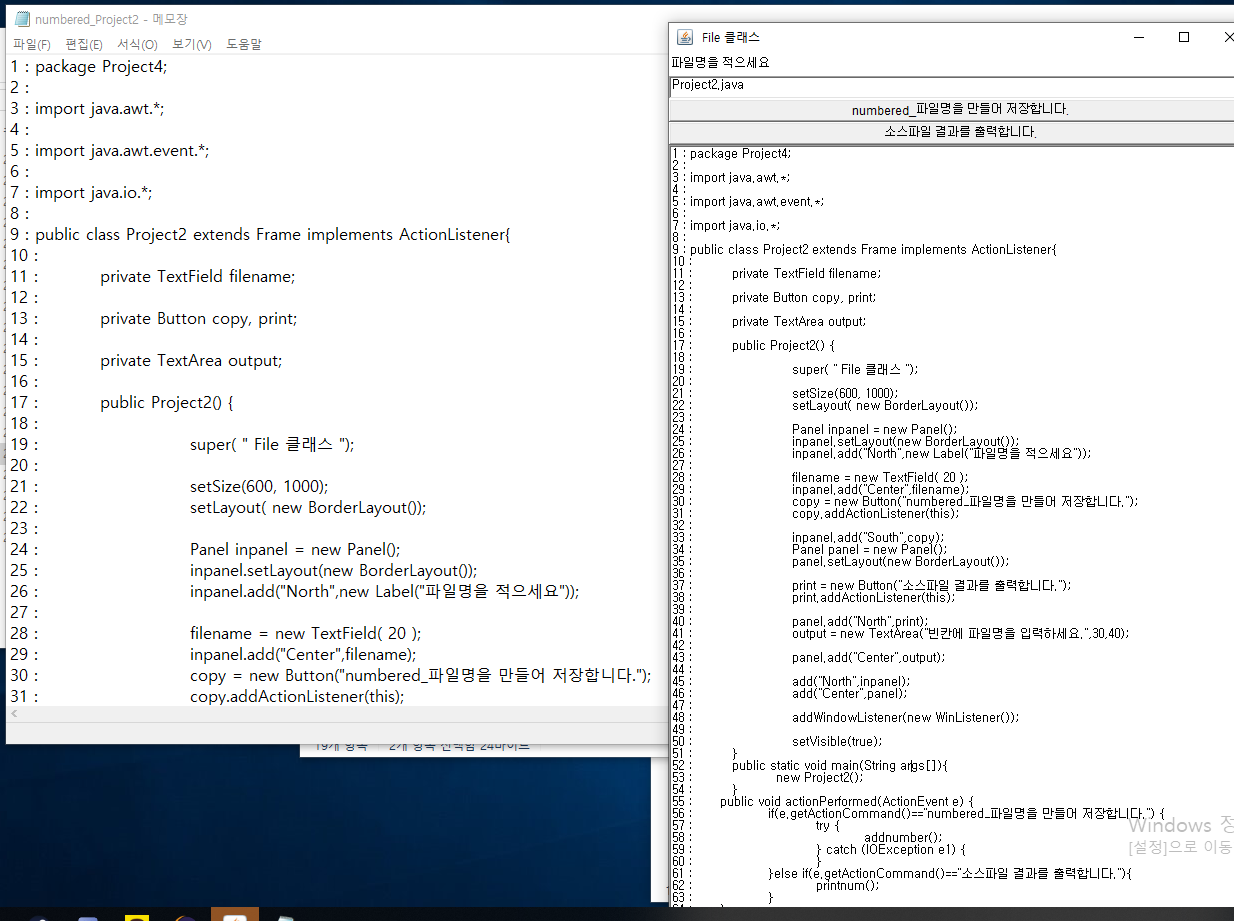 numbered_Project2 - 메모장
파일(F) 편집(E) 서식(O) 보기(V) 도움말
1 : package Project4;
2 :
3 : import java.awt.*;
4 :
5 : import java.awt.event.*;
6 :
7 : import java.io.*;
8 :
9 : public class Project2 extends Frame implements ActionListener{
10 :
11 : private TextField filename;
12 :
13 : private Button copy, print;
14 :
15 : private TextArea output;
16 :
17 : public Project2() {
18 :
19 : super( " File 클래스 ");
20 :
21 : setSize(600, 1000);
22 : setLayout( new BorderLayout());
23 :
24 : Panel inpanel = new Panel();
25 : inpanel.setLayout(new BorderLayout());
26 : inpanel.add("North",new Label("파일명을 적으세요"));
27 :
28 : filename = new TextField( 20 );
29 : inpanel.add("Center",filename);
30 : copy = new Button("numbered_파일명을 만들어 저장합니다.");
31 : copy.addActionListener(this);
File 클래스
파일명을 적으세요
Project2.java
numbered_파일명을 만들어 저장합니다.
소스파일 결과를 출력합니다.
1 : package Project4;
2 :
3 : import java.awt.*;
4 :
5 : import java.awt.event.*;
6 :
7 : import java.io.*;
8 :
9 : public class Project2 extends Frame implements ActionListener{
10 :
11 : private TextField filename;
12 :
13 : private Button copy, print;
14 :
15 : private TextArea output;
16 :
17 : public Project2() {
18 :
19 : super( " File 클래스 ");
20 :
21 : setSize(600, 1000);
22 : setLayout( new BorderLayout());
23 :
24 : Panel inpanel = new Panel();
25 : inpanel.setLayout(new BorderLayout());
26 : inpanel.add("North",new Label("파일명을 적으세요"));
27 :
28 : filename = new TextField( 20 );
29 : inpanel.add("Center",filename);
30 : copy = new Button("numbered_파일명을 만들어 저장합니다.");
31 : copy.addActionListener(this);
32 :
33 : inpanel.add("South",copy);
34 : Panel panel = new Panel();
35 : panel.setLayout(new BorderLayout());
36 :
37 : print = new Button("소스파일 결과를 출력합니다.");
38 : print.addActionListener(this);
39 :
40 : panel.add("North",print);
41 : output = new TextArea("빈칸에 파일명을 입력하세요.",30,40);
42 :
43 : panel.add("Center",output);
44 :
45 : add("North",inpanel);
46 : add("Center",panel);
47 :
48 : addWindowListener(new WinListener());
49 :
50 : setVisible(true);
51 : }
52 : public static void main(String args[]){
53 : new Project2();
54 : }
55 : public void actionPerformed(ActionEvent e) {
56 : if(e.getActionCommand()=="numbered_파일명을 만들어 저장합니다.") {
57 : try {
58 : addnumber();
59 : } catch (IOException e1) {
60 : }
61 : }else if(e.getActionCommand()=="소스파일 결과를 출력합니다."){
62 : printnum();
63 : }
Windows 정
[설정]으로 이동